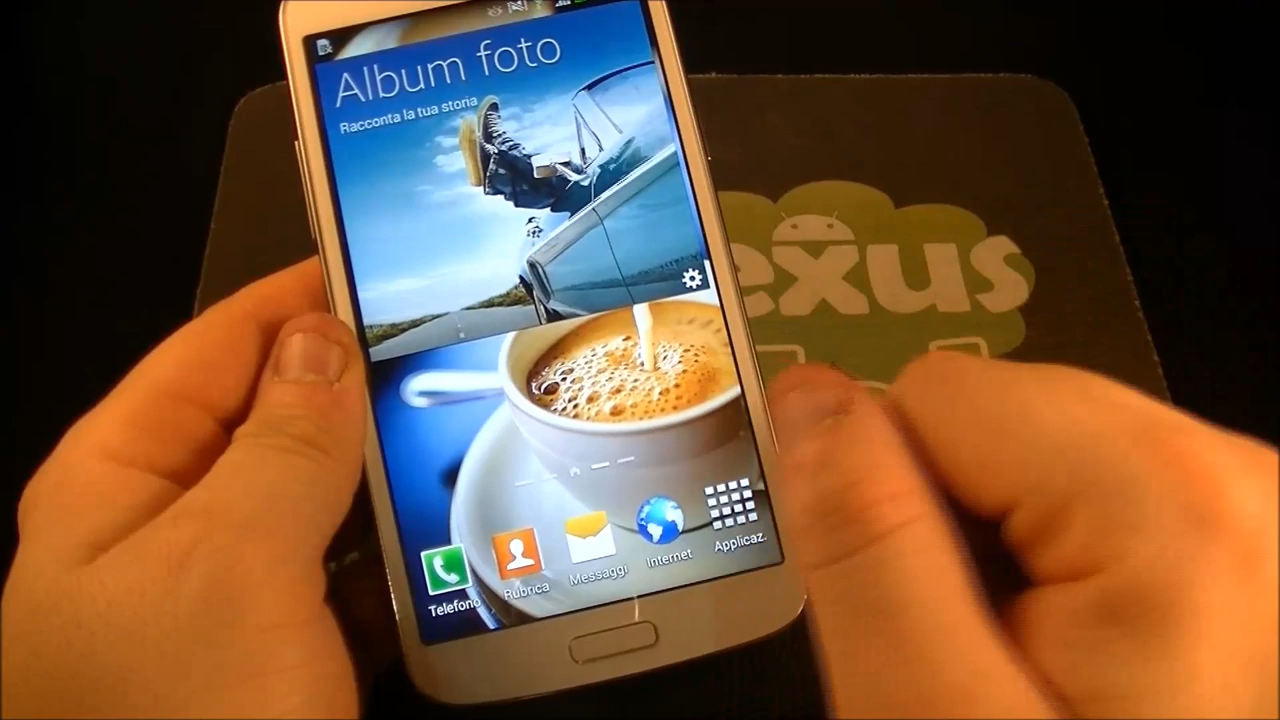 Album foto
Racconta la tua storia
exus
Telefono
Rubrica
Messaggi
Internet
Applicaz.